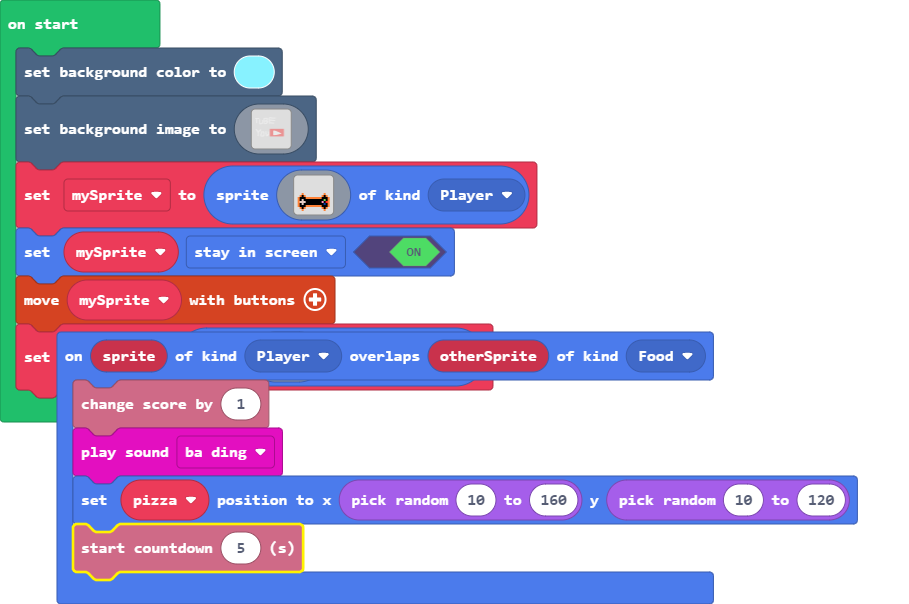 on start
set background color to
set background image to
set mySprite to sprite of kind Player
set mySprite stay in screen ON
move mySprite with buttons
set
on sprite of kind Player overlaps otherSprite of kind Food
change score by 1
play sound ba ding
set pizza position to x pick random 10 to 160 y pick random 10 to 120
start countdown 5 (s)